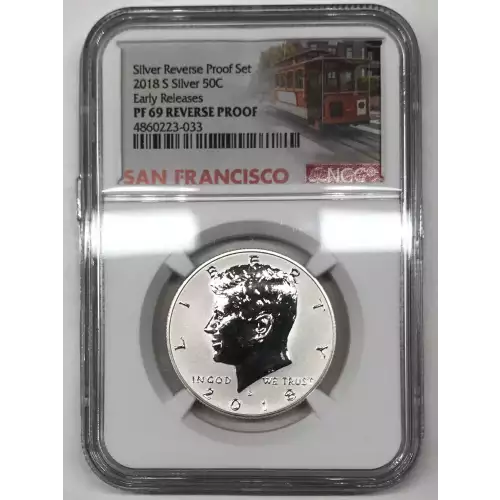 Silver Reverse Proof Set
2018 S Silver 50C
Early Releases
PF 69 REVERSE PROOF
4860223-033
SAN FRANCISCO
NGC
LIBERTY
IN GOD WE TRUST
S
2018